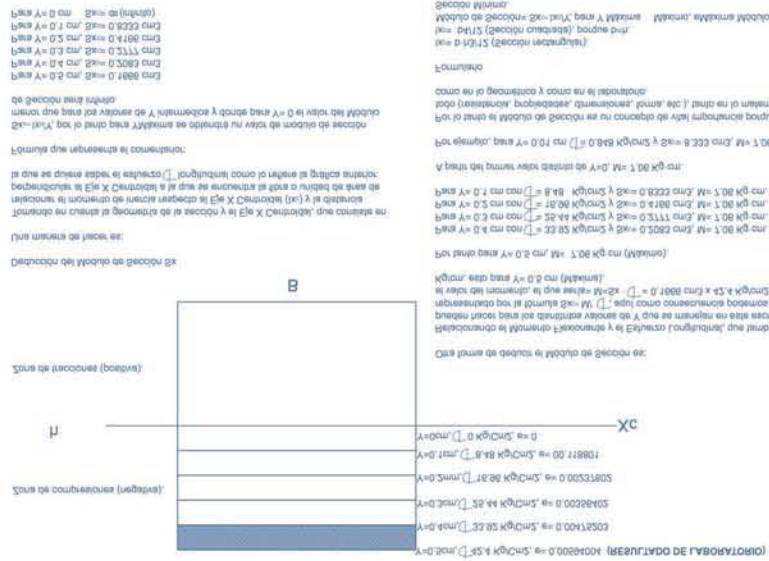 Y=0.5cm, σ 42.4 Kg/Cm2, e= 0.00594004 (RESULTADO DE LABORATORIO)
Y=0.4cm, σ 33.92 Kg/Cm2, e= 0.00475203
Y=0.3cm, σ 25.44 Kg/Cm2, e= 0.00356402
Zona de compresiones (negativa).
Y=0.2mm, σ 16.96 Kg/Cm2, e= 0.00237602
Y=0.1cm, σ 8.48 Kg/Cm2, e= 00.118801
Y=0cm, σ 0 Kg/Cm2, e= 0
h
Xc
Zona de tracciones (positiva).
B
Deducción del Modulo de Sección Sx
Una manera de hacer es:
Tomando en cuenta la geometría de la sección y el Eje X Centroidal, que consiste en
relacionar el momento de inercia respecto al Eje X Centroidal (Ix) y la distancia
perpendicular al Eje X Centroidal a la que se encuentra la fibra o unidad de área de
la que se quiere saber el esfuerzo σ longitudinal como lo refiere la gráfica anterior.
Fórmula que representa el comentario:
Sx= Ix/Y, por lo tanto para YMáxima se obtendrá un valor de modulo de sección
menor que para los valores de Y intermedios y donde para Y= 0 el valor del Módulo
de Sección será infinito.
Para Y= 0.5 cm, Sx= 0.1666 cm3
Para Y= 0.4 cm, Sx= 0.2083 cm3
Para Y= 0.3 cm, Sx= 0.2777 cm3
Para Y= 0.2 cm, Sx= 0.4166 cm3
Para Y= 0.1 cm, Sx= 0.8333 cm3
Para Y= 0 cm Sx= α (infinito)
Otra forma de deducir el Módulo de Sección es:
Relacionando el Momento Flexionante y el Esfuerzo Longitudinal, que tamb
pueden hacer para los distintos valores de Y que se manejan en éste escr
representado por la fórmula Sx= M/ σ, aquí como consecuencia podemos
el valor del momento, el que sería= M=Sx · σ = 0.1666 cm3 x 42.4 Kg/cm2
Kg/cm, esto para Y= 0.5 cm (Máxima).
Por tanto para Y= 0.5 cm, M= 7.06 Kg cm (Máximo).
Para Y= 0.4 cm con σ = 33.92 Kg/cm2 y Sx= 0.2083 cm3, M= 7.06 Kg cm.
Para Y= 0.3 cm con σ = 25.44 Kg/cm2 y Sx= 0.2777 cm3, M= 7.06 Kg cm.
Para Y= 0.2 cm con σ = 16.96 Kg/cm2 y Sx= 0.4166 cm3, M= 7.06 Kg cm.
Para Y= 0.1 cm con σ = 8.48 Kg/cm2 y Sx= 0.8333 cm3, M= 7.06 Kg cm.
A partir del primer valor distinto de Y=0, M= 7.06 Kg-cm.
Por ejemplo, para Y= 0.01 cm σ = 0.848 Kg/cm2 y Sx= 8.333 cm3, M= 7.06
Por lo tanto el Módulo de Sección es un concepto de vital importancia porqu
todo (resistencia, propiedades, dimensiones, forma, etc.), tanto en lo matem
como en lo geométrico y como en el laboratorio.
Formulario
Ix= b·h3/12 (Sección rectangular).
Ix= b4/12 (Sección cuadrada), porque b=h.
Módulo de Sección= Sx= Ix/Y, para Y Máxima Máximo, eMáxima Módulo
Sección Mínimo.